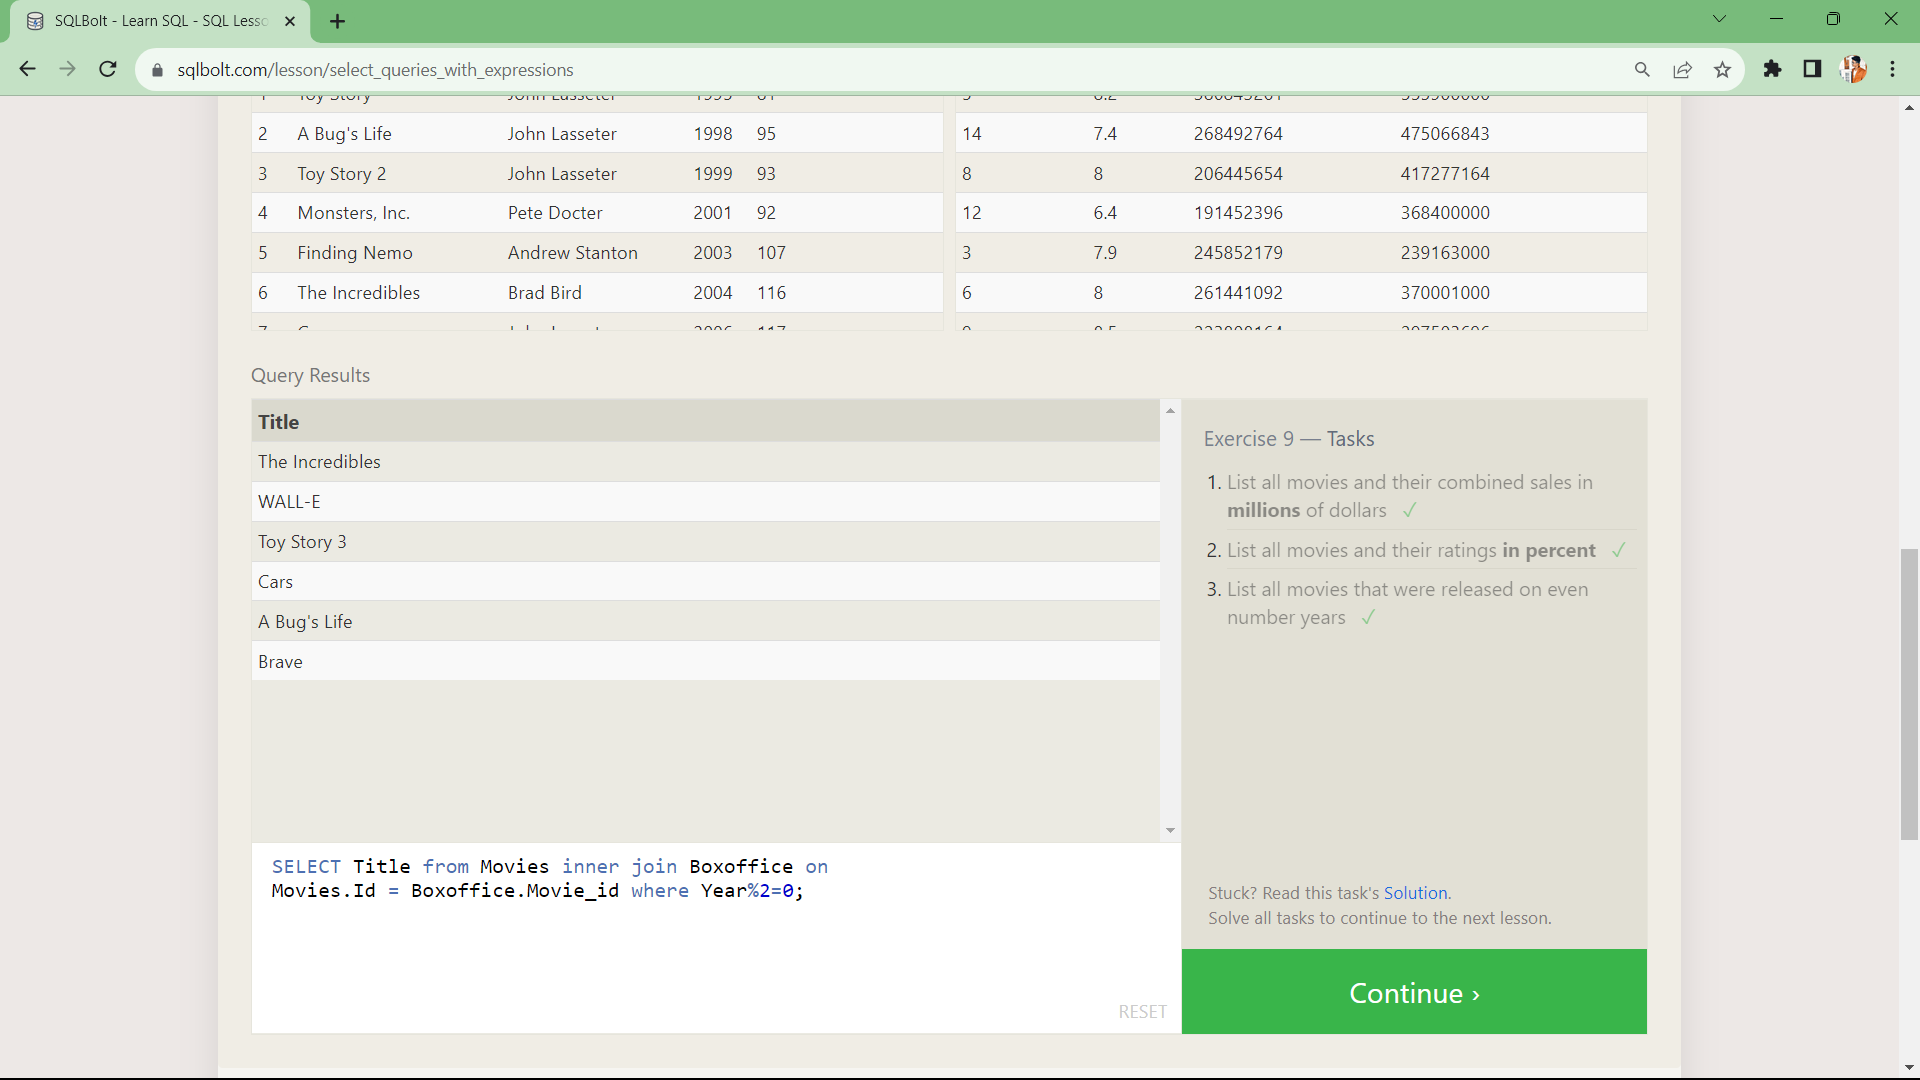 SQLBolt - Learn SQL - SQL Lesso
sqlbolt.com/lesson/select_queries_with_expressions
1 Toy Story John Lasseter 1995 81
2 A Bug's Life John Lasseter 1998 95
3 Toy Story 2 John Lasseter 1999 93
4 Monsters, Inc. Pete Docter 2001 92
5 Finding Nemo Andrew Stanton 2003 107
6 The Incredibles Brad Bird 2004 116
14 7.4 268492764 475066843
8 8 206445654 417277164
12 6.4 191452396 368400000
3 7.9 245852179 239163000
6 8 261441092 370001000
Query Results
Title
The Incredibles
WALL-E
Toy Story 3
Cars
A Bug's Life
Brave
SELECT Title from Movies inner join Boxoffice on
Movies.Id = Boxoffice.Movie_id where Year%2=0;
RESET
Exercise 9 — Tasks
1. List all movies and their combined sales in
millions of dollars ✓
2. List all movies and their ratings in percent ✓
3. List all movies that were released on even
number years ✓
Stuck? Read this task's Solution.
Solve all tasks to continue to the next lesson.
Continue ›